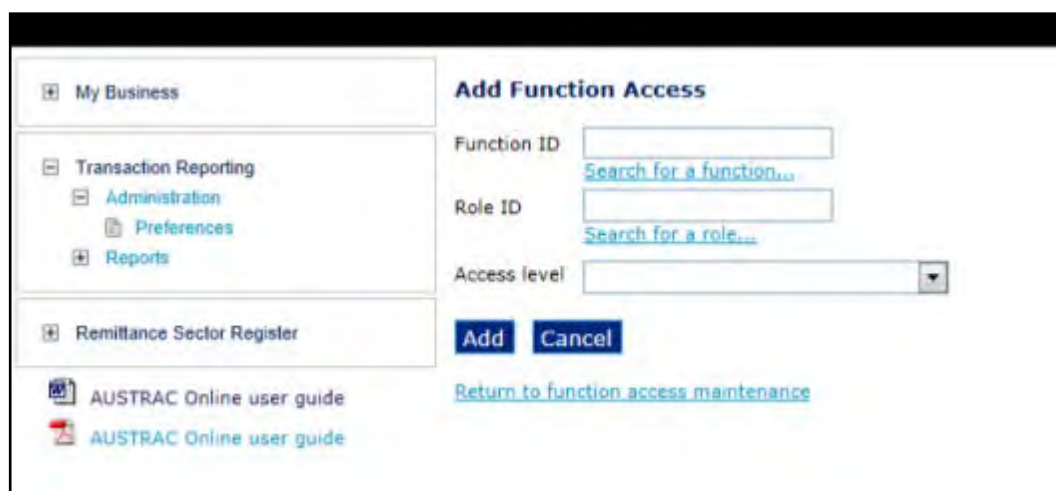 My Business
Transaction Reporting
Administration
Preferences
Reports
Remittance Sector Register
AUSTRAC Online user guide
AUSTRAC Online user guide
Add Function Access
Function ID
Search for a function...
Role ID
Search for a role...
Access level
Add Cancel
Return to function access maintenance